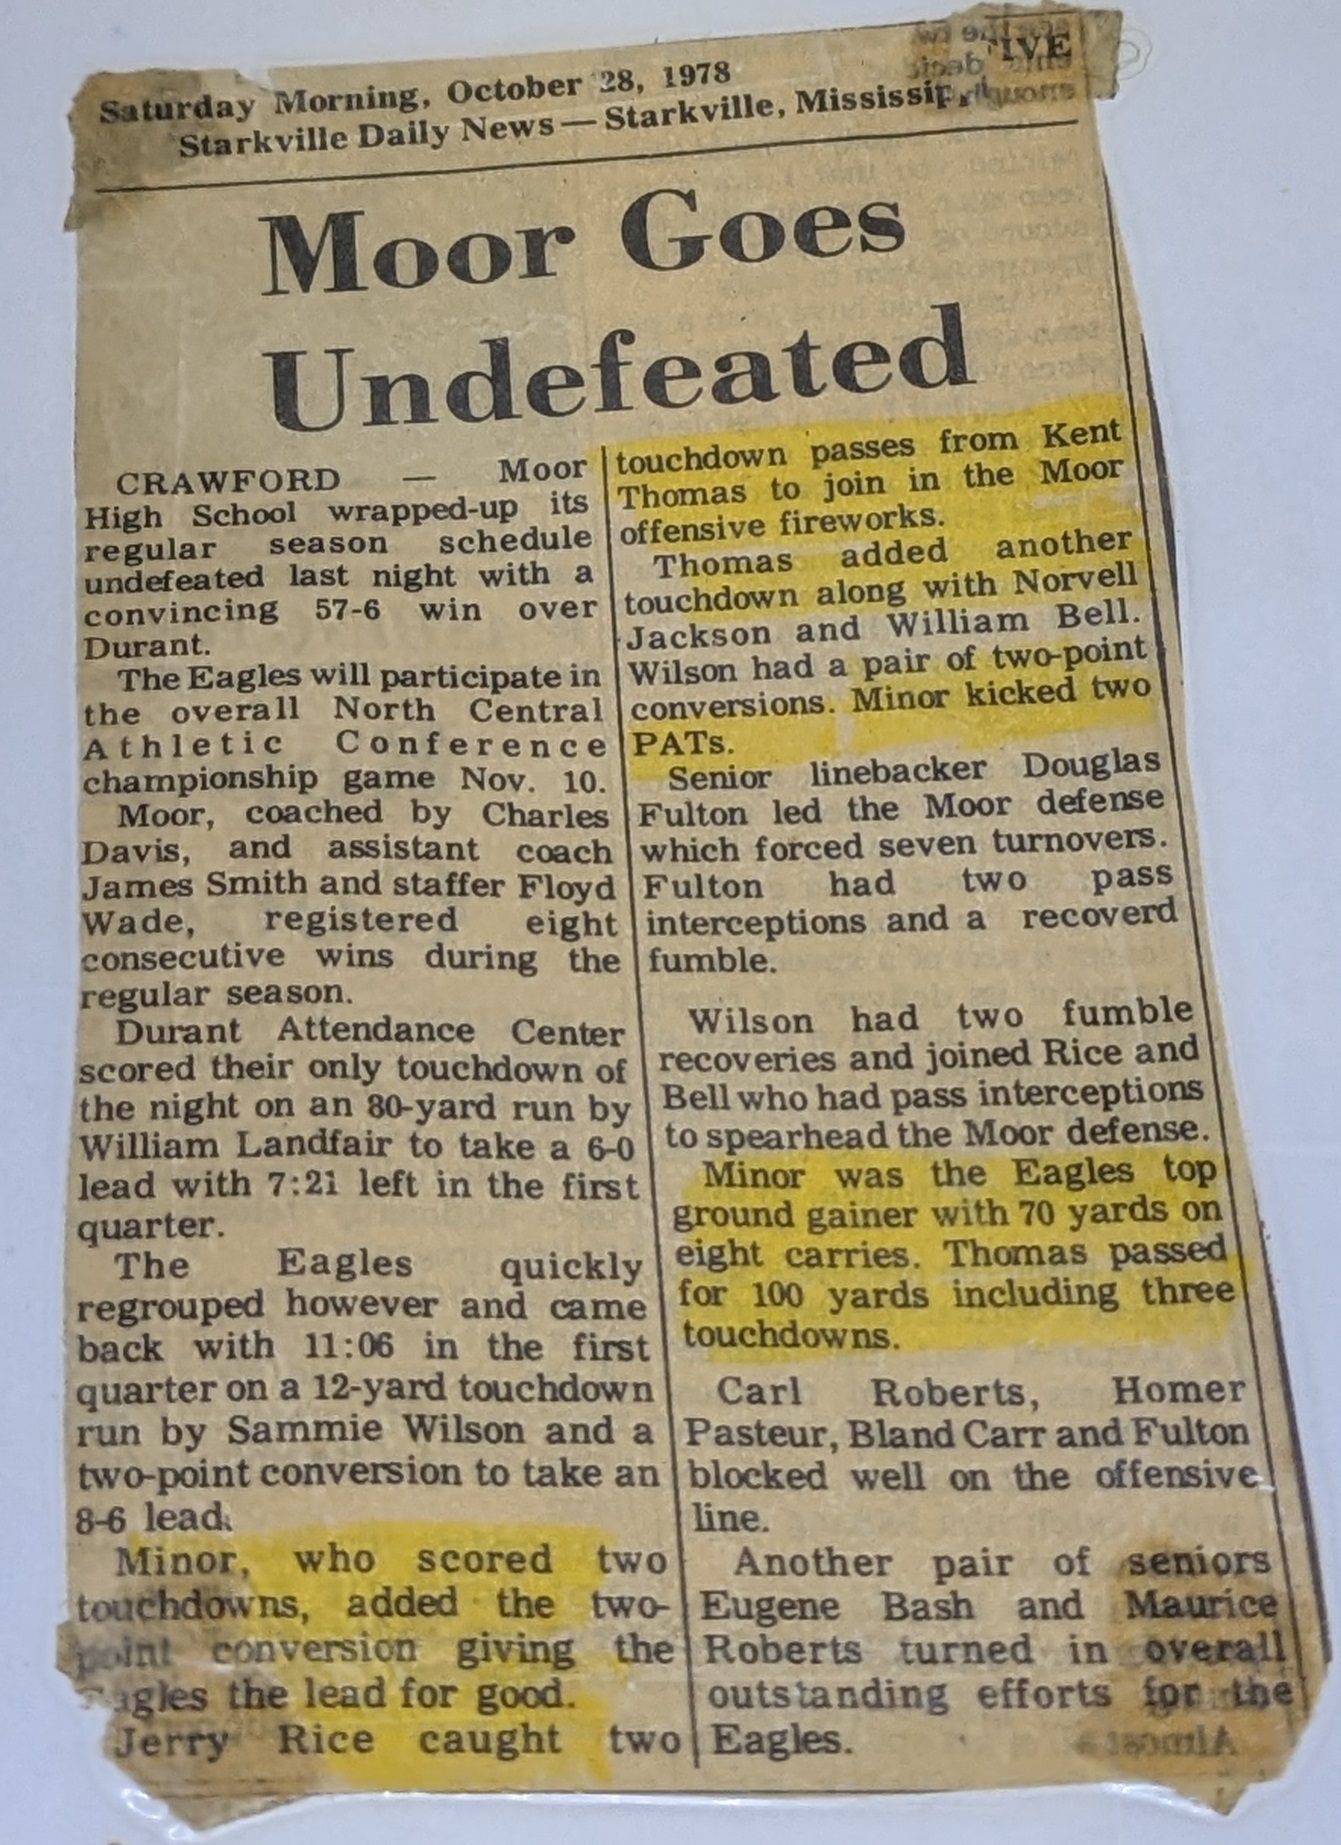 Saturday Morning, October 28, 1978
Starkville Daily News — Starkville,
Moor Goes
Undefeated
CRAWFORD — Moor
High School wrapped-up its
regular season schedule
undefeated last night with a
convincing 57-6 win over
Durant.
The Eagles will participate in
the overall North Central
Athletic Conference
championship game Nov. 10.
Moor, coached by Charles
Davis, and assistant coach
James Smith and staffer Floyd
Wade, registered eight
consecutive wins during the
regular season.
Durant Attendance Center
scored their only touchdown of
the night on an 80-yard run by
William Landfair to take a 6-0
lead with 7:21 left in the first
quarter.
The Eagles quickly
regrouped however and came
back with 11:06 in the first
quarter on a 12-yard touchdown
run by Sammie Wilson and a
two-point conversion to take an
8-6 lead.
Minor, who scored two
touchdowns, added the two-
point conversion giving the
Eagles the lead for good.
Jerry Rice caught two
touchdown passes from Kent
Thomas to join in the Moor
offensive fireworks.
Thomas added another
touchdown along with Norvell
Jackson and William Bell.
Wilson had a pair of two-point
conversions. Minor kicked two
PATs.
Senior linebacker Douglas
Fulton led the Moor defense
which forced seven turnovers.
Fulton had two pass
interceptions and a recoverd
fumble.
Wilson had two fumble
recoveries and joined Rice and
Bell who had pass interceptions
to spearhead the Moor defense.
Minor was the Eagles top
ground gainer with 70 yards on
eight carries. Thomas passed
for 100 yards including three
touchdowns.
Carl Roberts, Homer
Pasteur, Bland Carr and Fulton
blocked well on the offensive
line.
Another pair of seniors
Eugene Bash and Maurice
Roberts turned in overall
outstanding efforts for the
Eagles.